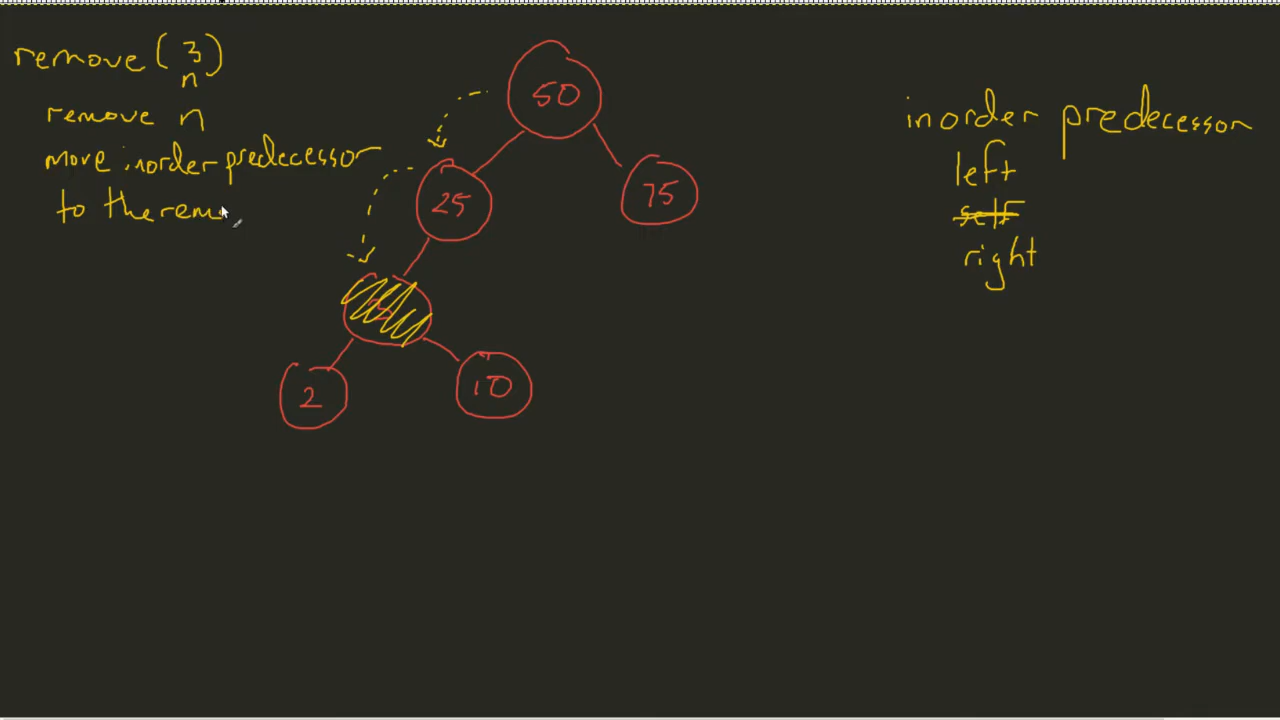 remove (3
n)
remove n
move inorder predecessor
to the rem
50
25
75
2
10
inorder predecessor
left
self
right